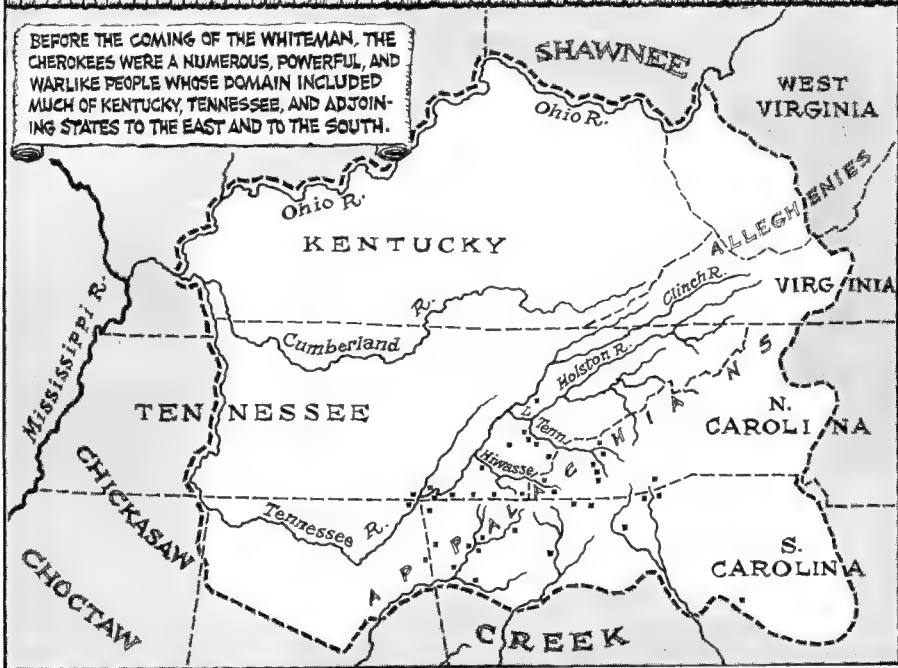 BEFORE THE COMING OF THE WHITEMAN, THE
CHEROKEES WERE A NUMEROUS, POWERFUL, AND
WARLIKE PEOPLE WHOSE DOMAIN INCLUDED
MUCH OF KENTUCKY, TENNESSEE, AND ADJOIN-
ING STATES TO THE EAST AND TO THE SOUTH.
SHAWNEE
WEST
VIRGINIA
Ohio R.
Ohio R.
KENTUCKY
ALLEGHENIES
Clinch R.
VIRGINIA
Mississippi R.
Cumberland R.
Holston R.
TENNESSEE
L. Tenn.
N.
CAROLINA
Hiwasse
APPALACHIANS
CHICKASAW
Tennessee R.
CHOCTAW
S.
CAROLINA
CREEK